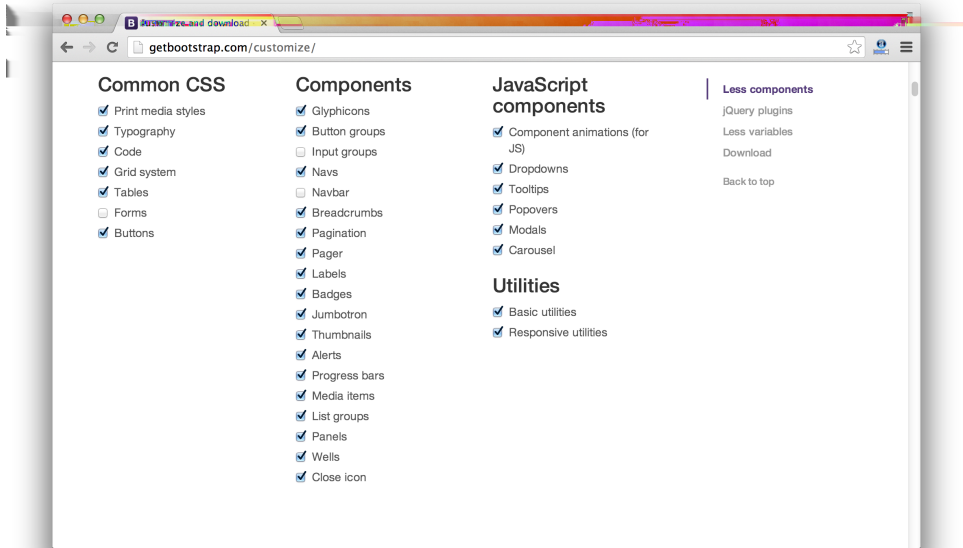 and download
getbootstrap.com/customize/
Common CSS
Print media styles
Typography
Code
Grid system
Tables
Forms
Buttons
Components
Glyphicons
Button groups
Input groups
Navs
Navbar
Breadcrumbs
Pagination
Pager
Labels
Badges
Jumbotron
Thumbnails
Alerts
Progress bars
Media items
List groups
Panels
Wells
Close icon
JavaScript
components
Component animations (for
JS)
Dropdowns
Tooltips
Popovers
Modals
Carousel
Utilities
Basic utilities
Responsive utilities
Less components
jQuery plugins
Less variables
Download
Back to top